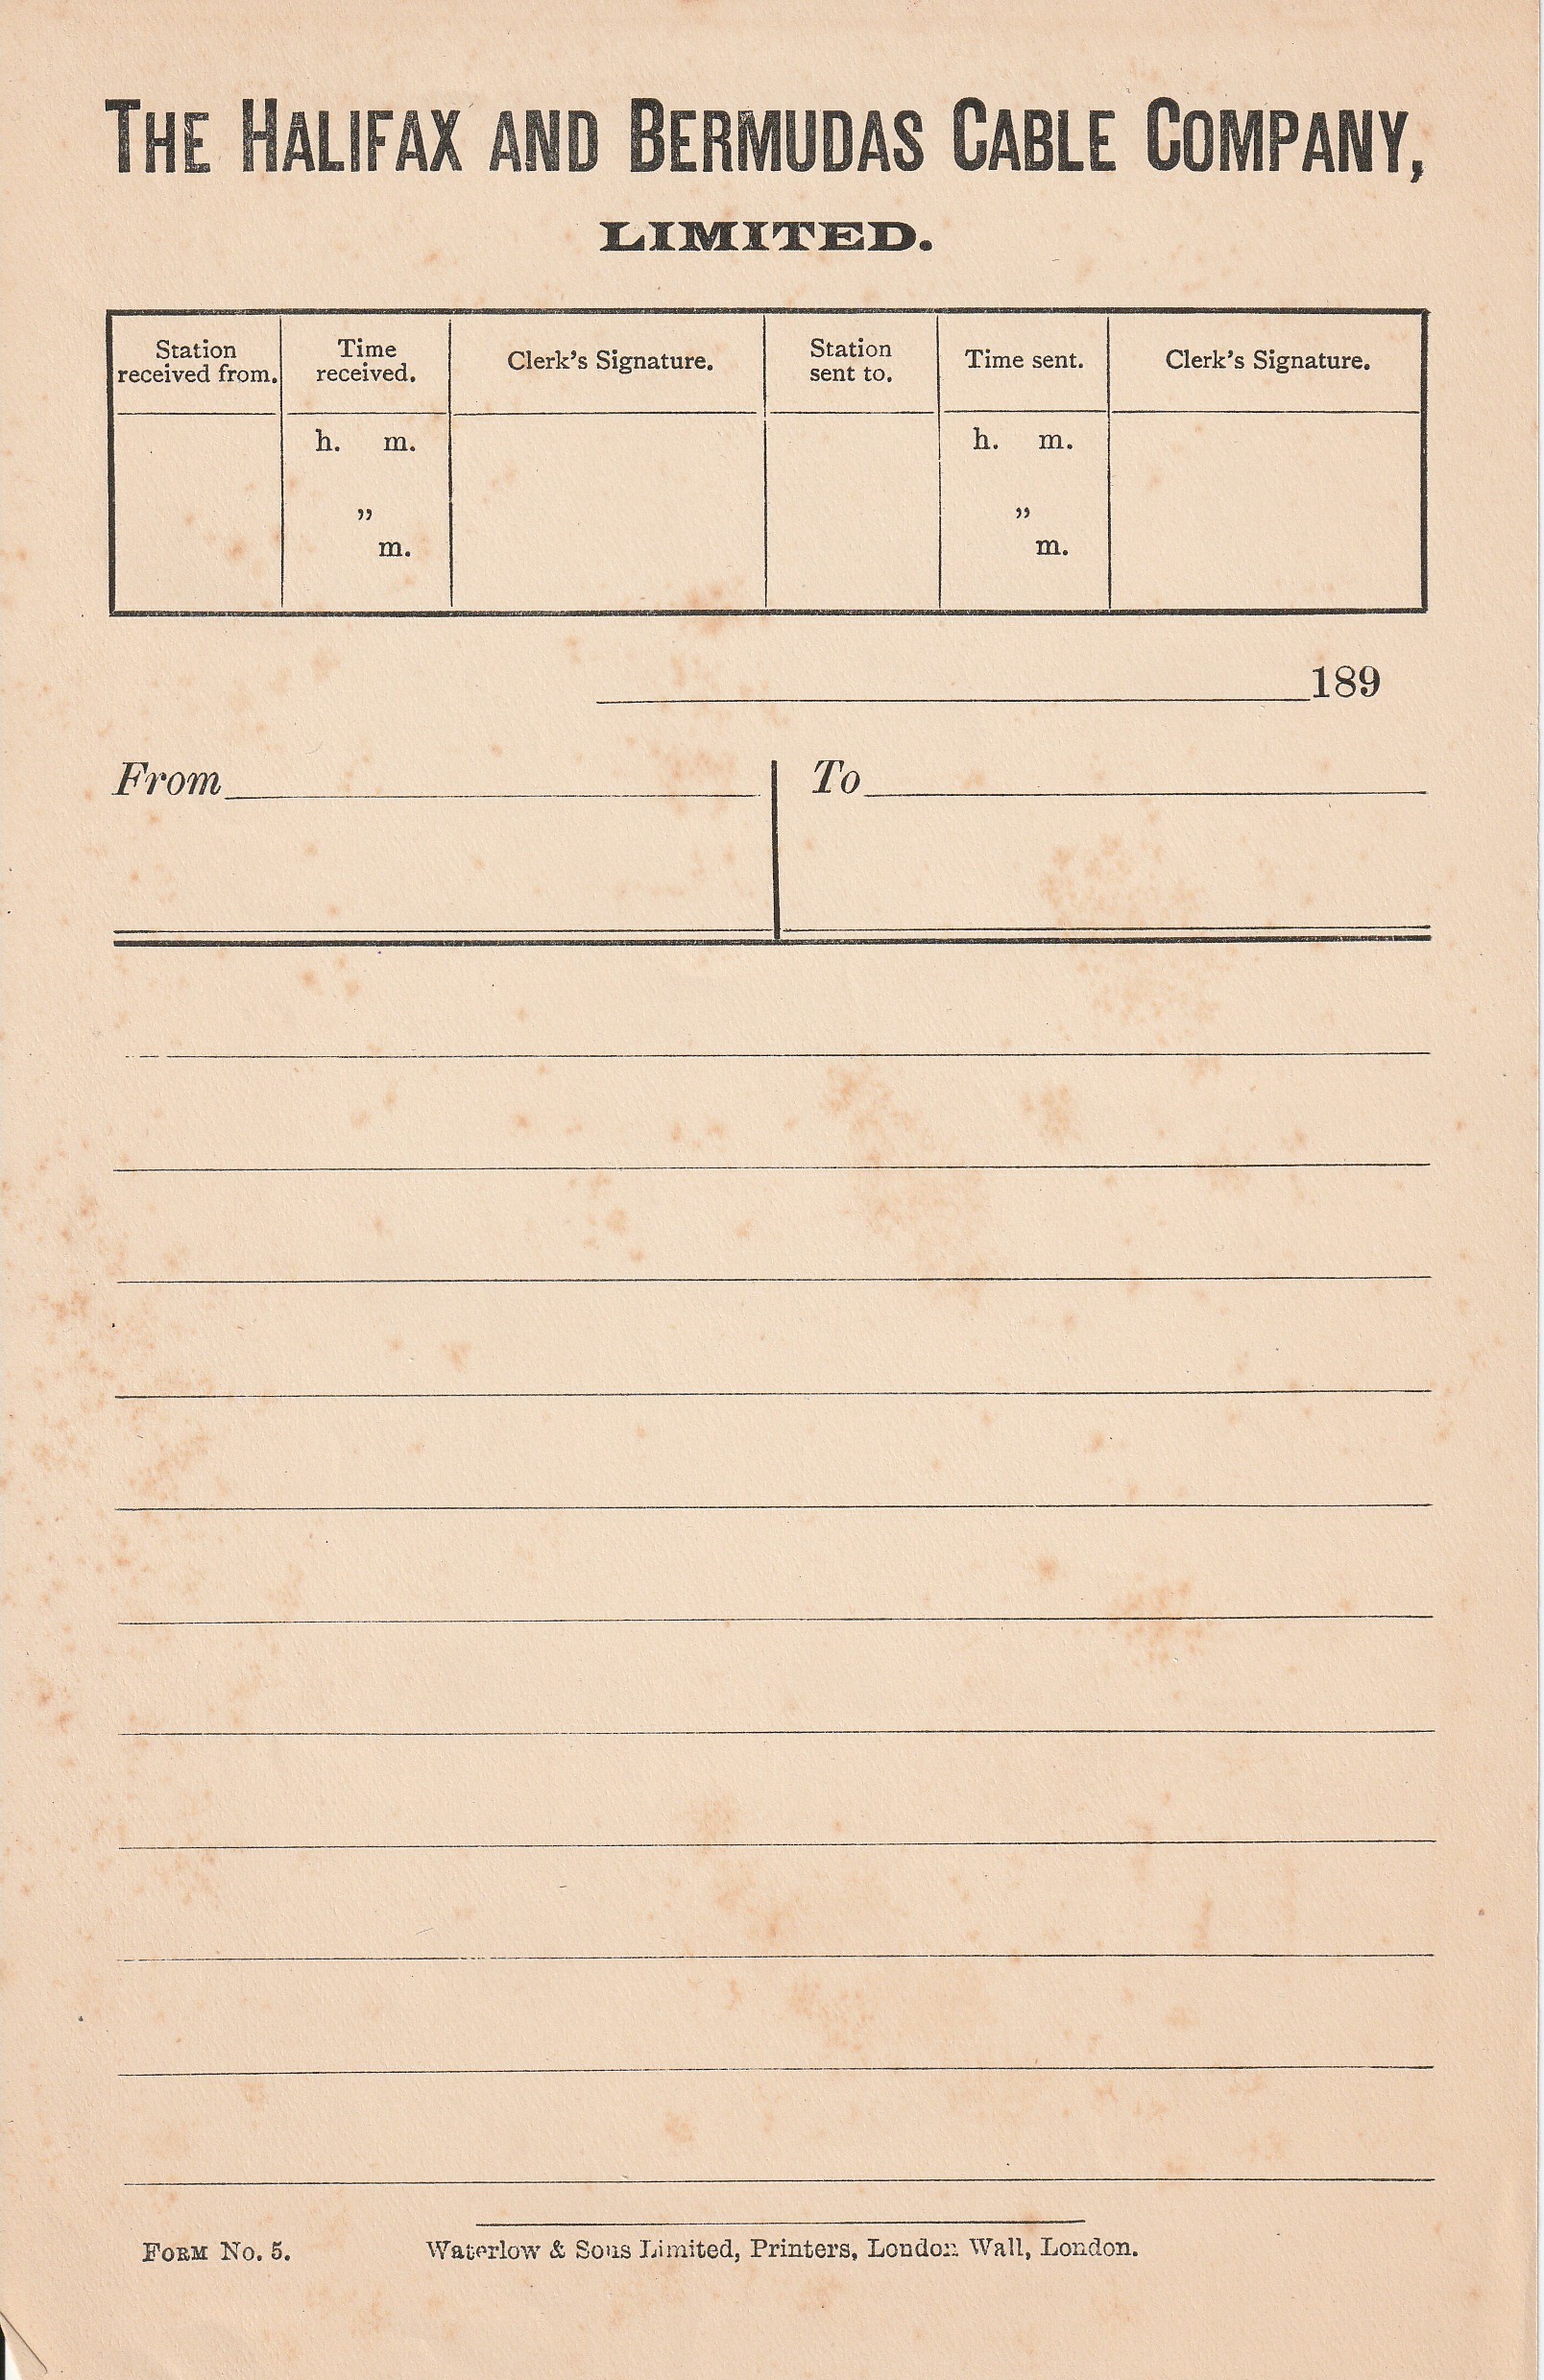 THE HALIFAX AND BERMUDAS CABLE COMPANY,
LIMITED.
Station received from. Time received. Clerk's Signature. Station sent to. Time sent. Clerk's Signature.
h. m. h. m.
„ „
m. m.
189
From To
FORM No. 5. Waterlow & Sons Limited, Printers, London Wall, London.